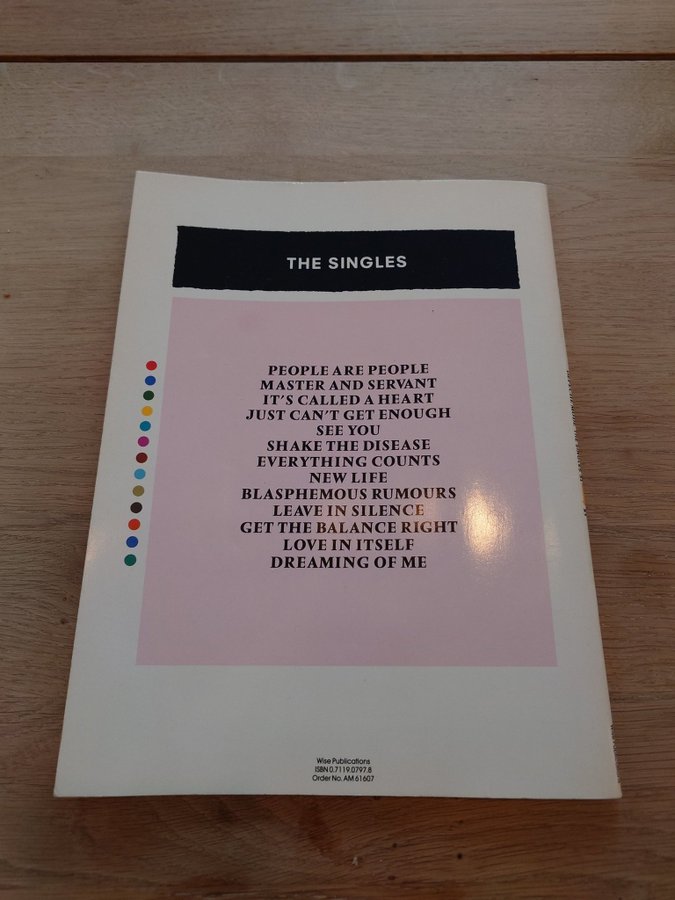 THE SINGLES
PEOPLE ARE PEOPLE
MASTER AND SERVANT
IT'S CALLED A HEART
JUST CAN'T GET ENOUGH
SEE YOU
SHAKE THE DISEASE
EVERYTHING COUNTS
NEW LIFE
BLASPHEMOUS RUMOURS
LEAVE IN SILENCE
GET THE BALANCE RIGHT
LOVE IN ITSELF
DREAMING OF ME
Wise Publications
ISBN 0.7119.0797.8
Order No. AM 61607